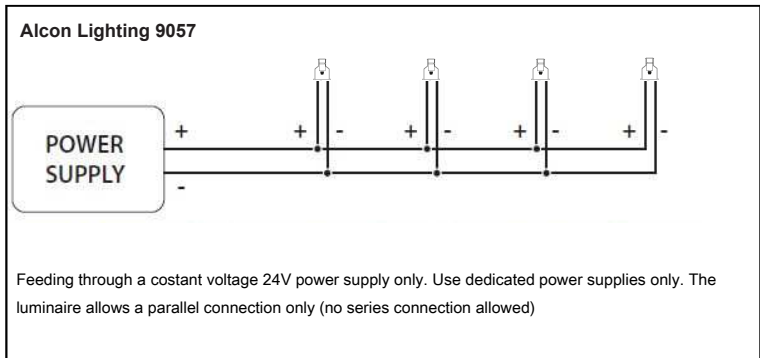 Alcon Lighting 9057
POWER
SUPPLY
+
-
+ -
+ -
+ -
+ -
Feeding through a costant voltage 24V power supply only. Use dedicated power supplies only. The
luminaire allows a parallel connection only (no series connection allowed)